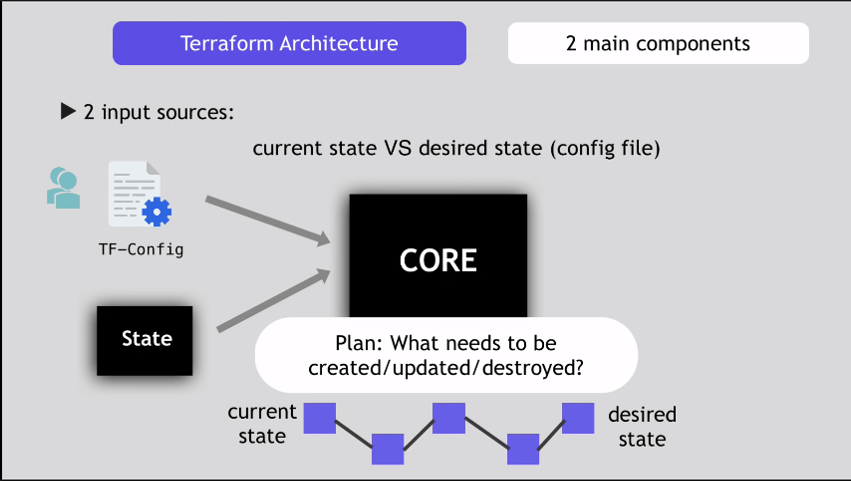 Terraform Architecture
2 main components
▶ 2 input sources:
current state VS desired state (config file)
TF-Config
CORE
State
Plan: What needs to be
created/updated/destroyed?
current
state
desired
state